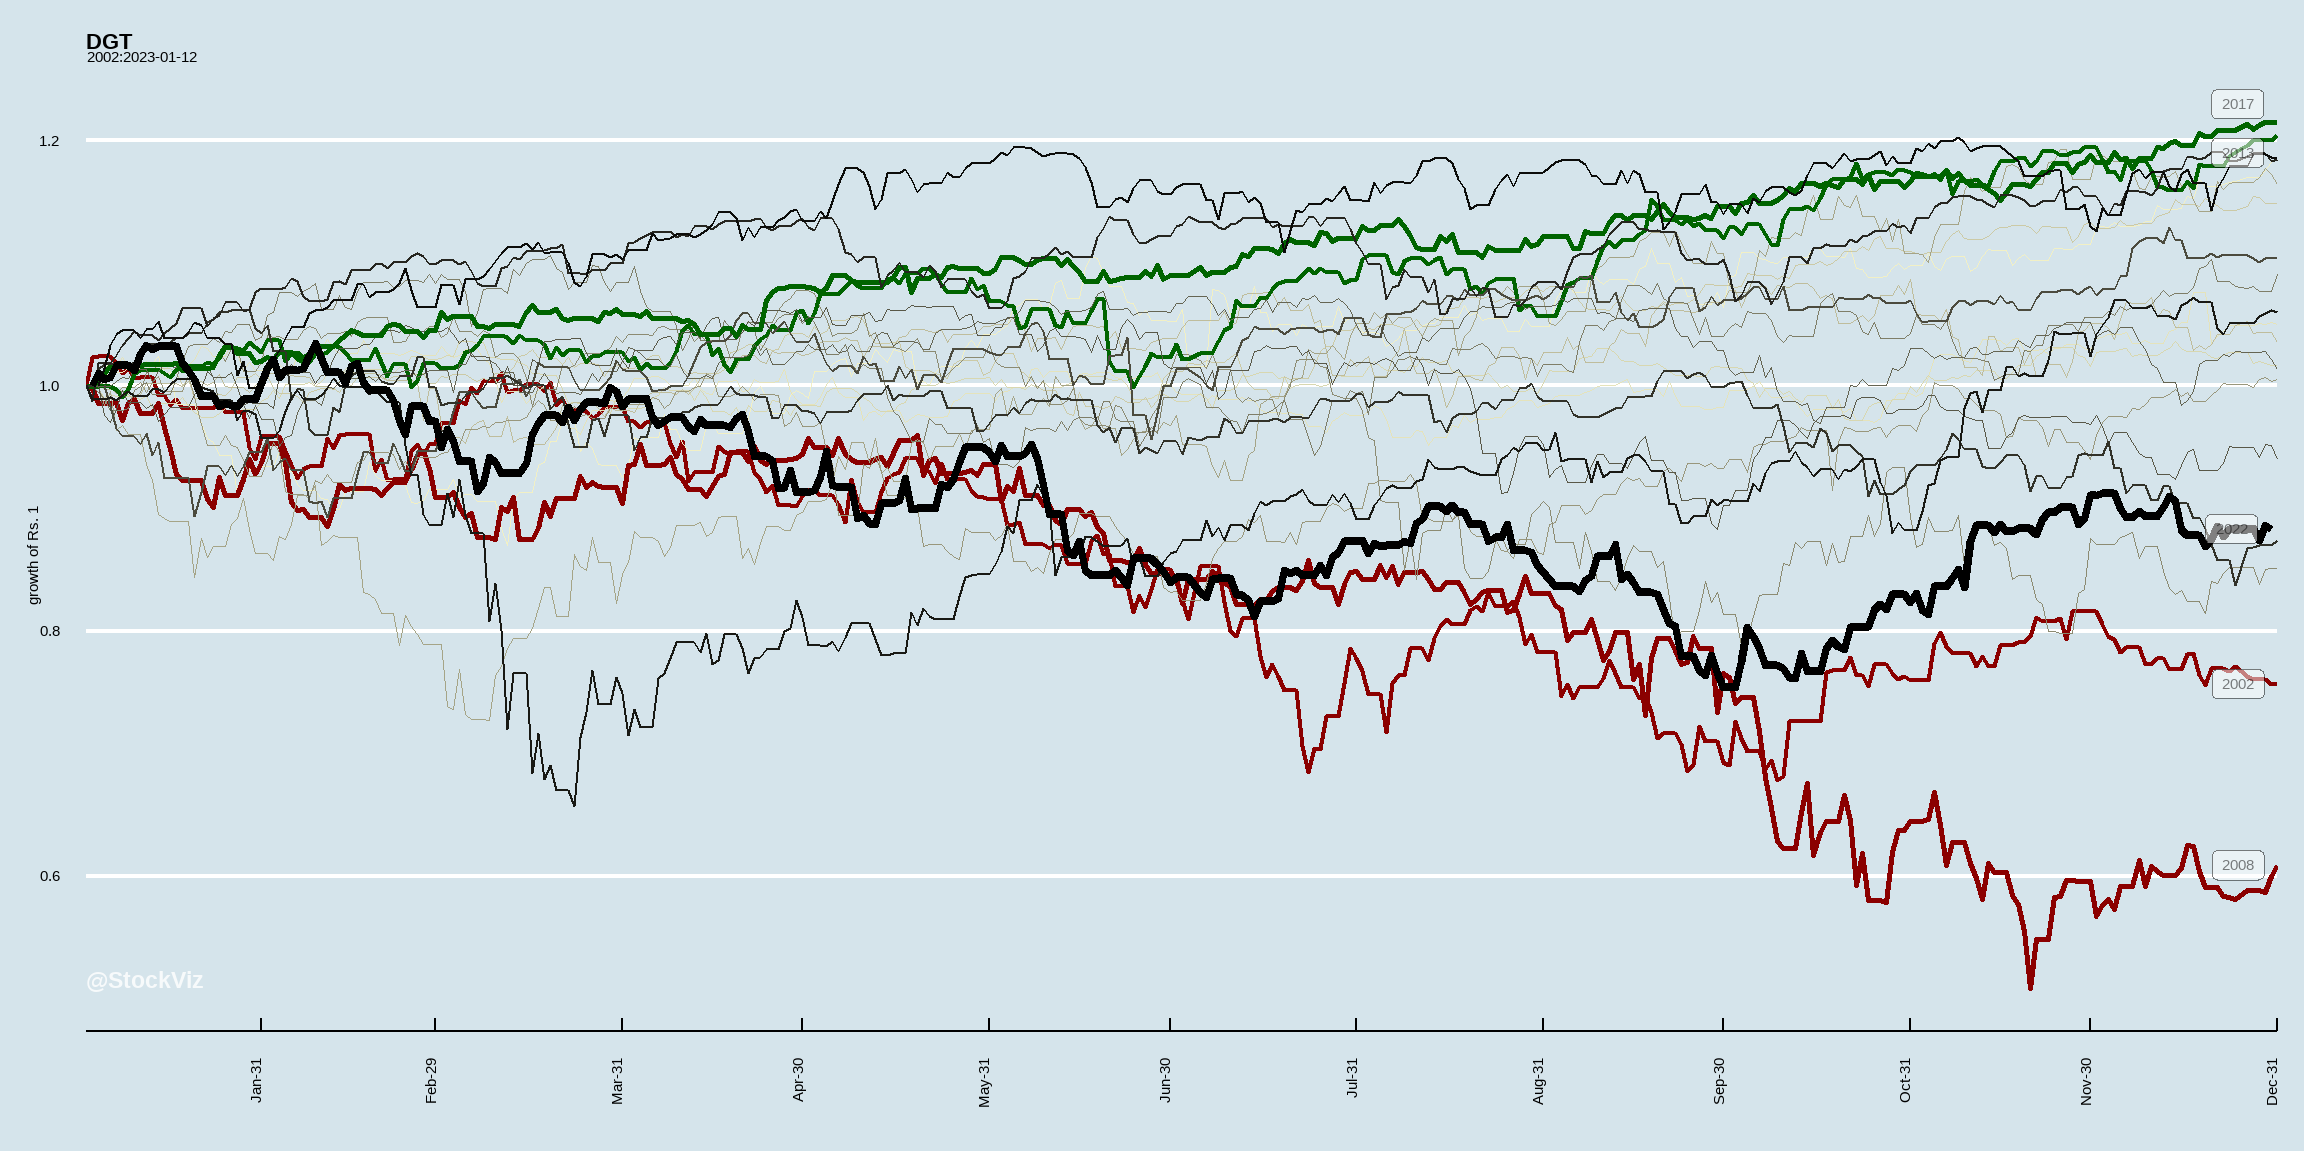 DGT
2002:2023-01-12
2017
1.2
2013
1.0
growth of Rs. 1
2022
0.8
2002
0.6
2008
@StockViz
Jan-31
Feb-29
Mar-31
Apr-30
May-31
Jun-30
Jul-31
Aug-31
Sep-30
Oct-31
Nov-30
Dec-31